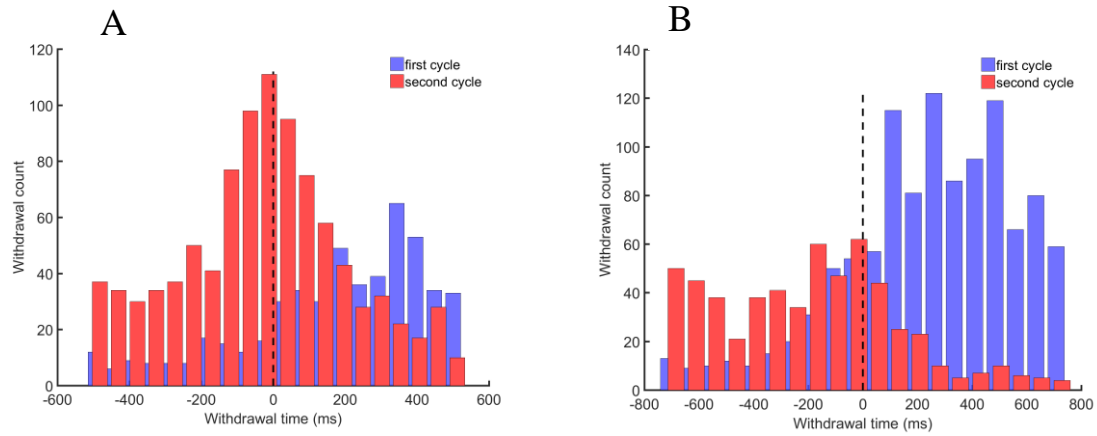 A
120
100
80
60
40
20
0
Withdrawal count
first cycle
second cycle
-600 -400 -200 0 200 400 600
Withdrawal time (ms)
B
140
120
100
80
60
40
20
0
Withdrawal count
first cycle
second cycle
-800 -600 -400 -200 0 200 400 600 800
Withdrawal time (ms)